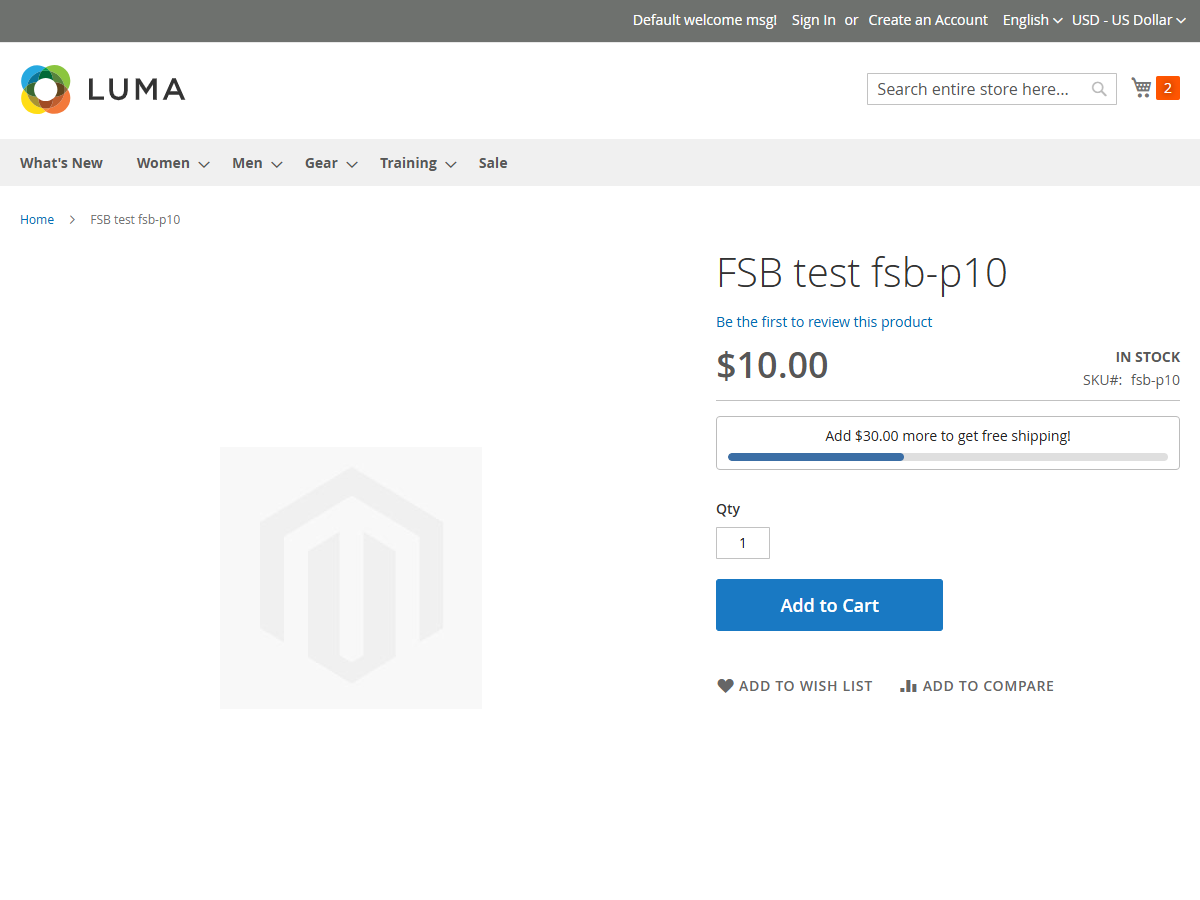 Default welcome msg! Sign In or Create an Account English USD - US Dollar
LUMA
Search entire store here... 2
What's New Women Men Gear Training Sale
Home FSB test fsb-p10
FSB test fsb-p10
Be the first to review this product
$10.00
IN STOCK
SKU#: fsb-p10
Add $30.00 more to get free shipping!
Qty
1
Add to Cart
ADD TO WISH LIST ADD TO COMPARE